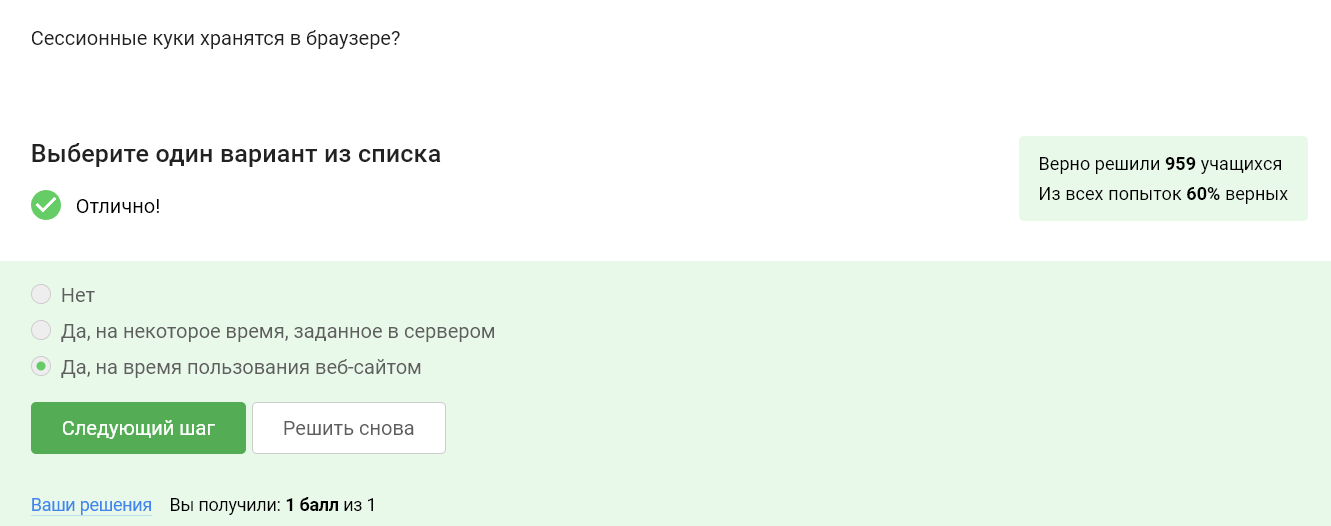 Сессионные куки хранятся в браузере?
Выберите один вариант из списка
Верно решили 959 учащихся
Из всех попыток 60% верных
Отлично!
Нет
Да, на некоторое время, заданное в сервером
Да, на время пользования веб-сайтом
Следующий шаг
Решить снова
Ваши решения Вы получили: 1 балл из 1